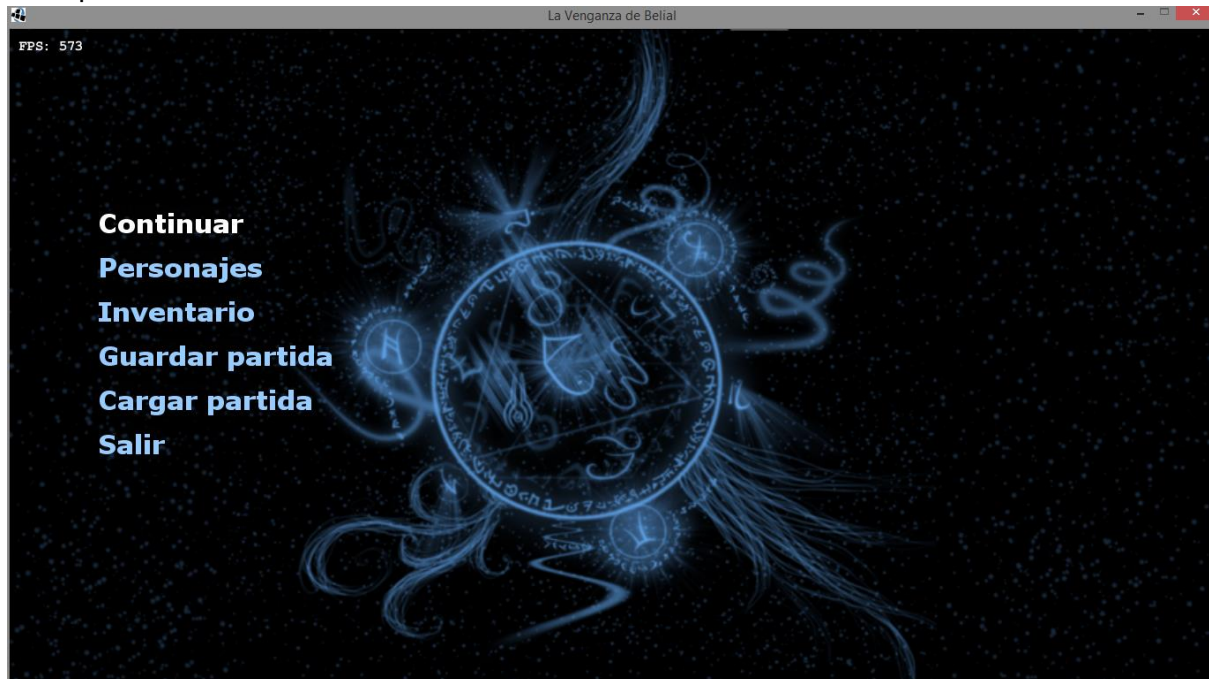 La Venganza de Belial
FPS: 573
Continuar
Personajes
Inventario
Guardar partida
Cargar partida
Salir